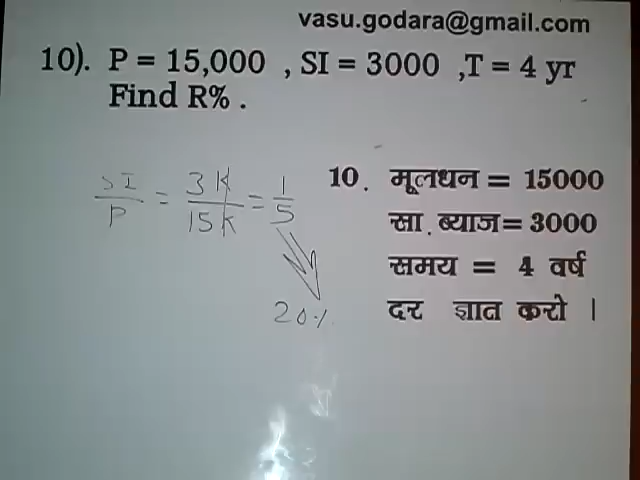 vasu.godara@gmail.com
10). P = 15,000 , SI = 3000 ,T = 4 yr
Find R% .
SI/P = 3K/15K = 1/5
20%
10. मूलधन = 15000
सा. ब्याज = 3000
समय = 4 वर्ष
दर ज्ञात करो ।